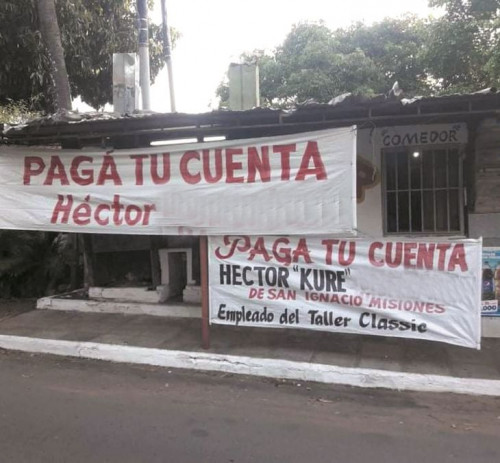 COMEDOR
PAGÁ TU CUENTA
Héctor
PAGA TU CUENTA
HECTOR "KURE"
DE SAN IGNACIO MISIONES
Empleado del Taller Classic